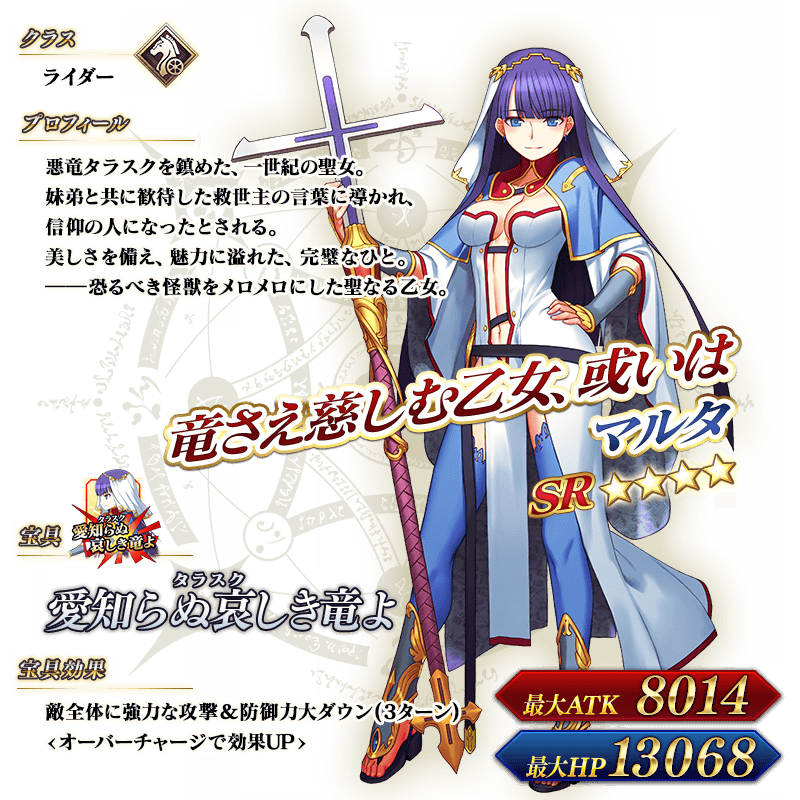 クラス
ライダー
プロフィール
悪竜タラスクを鎮めた、一世紀の聖女。
妹弟と共に歓待した救世主の言葉に導かれ、
信仰の人になったとされる。
美しさを備え、魅力に溢れた、完璧なひと。
――恐るべき怪獣をメロメロにした聖なる乙女。
竜さえ慈しむ乙女、或いは
マルタ
SR
宝具
タラスク
愛知らぬ
哀しき竜よ
タラスク
愛知らぬ哀しき竜よ
宝具効果
敵全体に強力な攻撃&防御力大ダウン(3ターン)
<オーバーチャージで効果UP>
最大ATK 8014
最大HP 13068